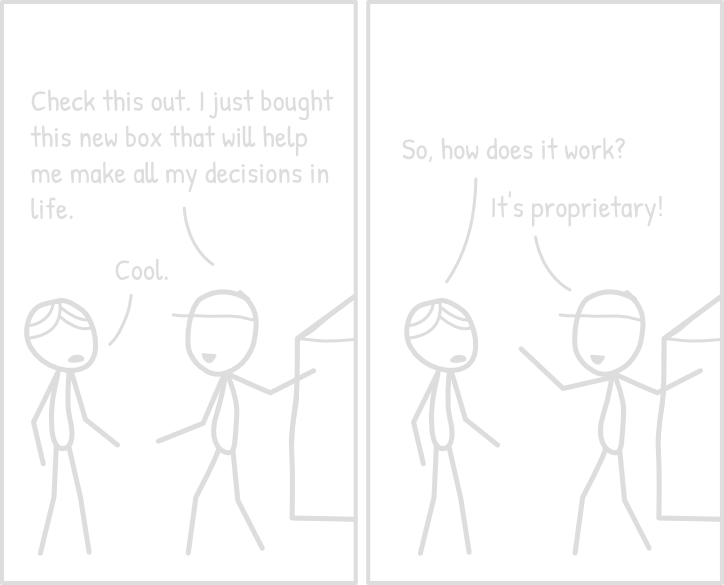 Check this out. I just bought
this new box that will help
me make all my decisions in
life.
Cool.
So, how does it work?
It's proprietary!